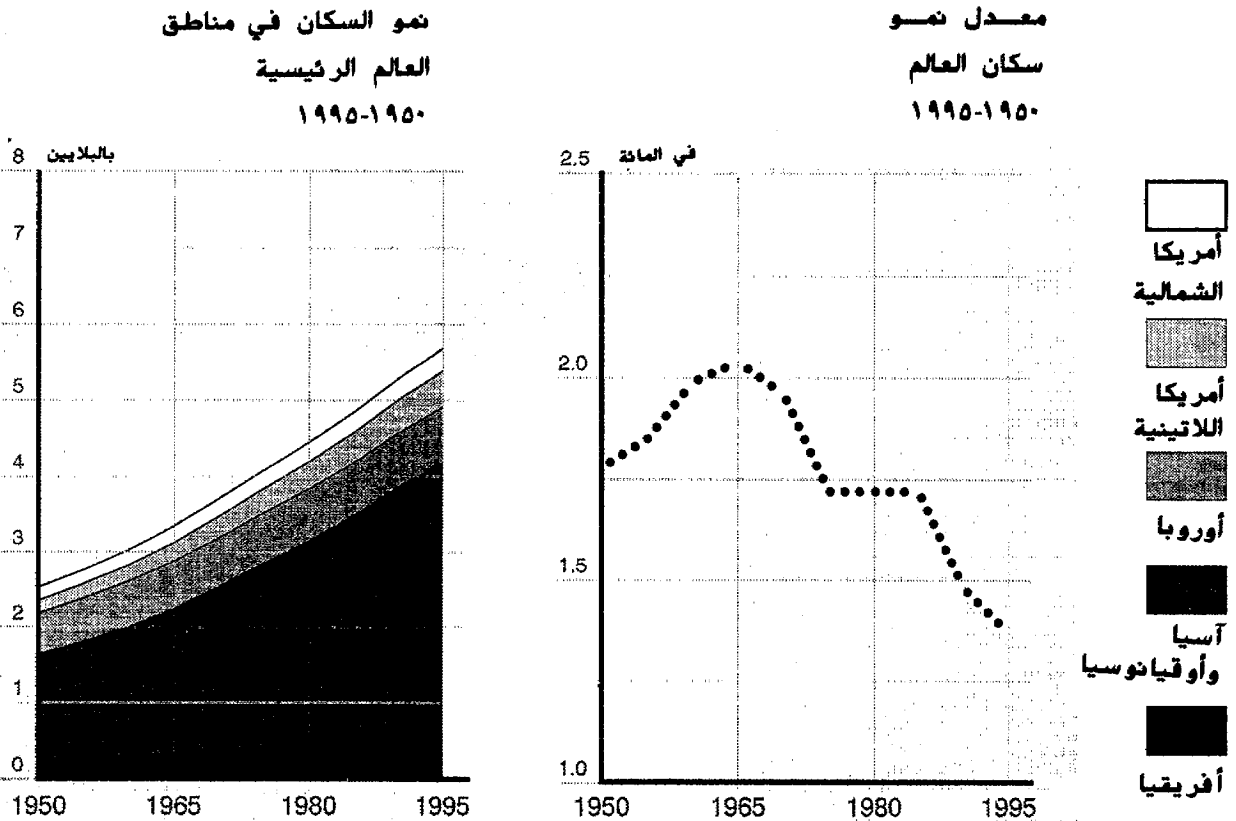 معـــدل نمـــو
سكان العالم
١٩٥٠-١٩٩٥
في المائة
2.5
2.0
1.5
1.0
1950
1965
1980
1995
نمو السكان في مناطق
العالم الرئيسية
١٩٥٠-١٩٩٥
بالبلايين
8
7
6
5
4
3
2
1
0
1950
1965
1980
1995
أمريكا
الشمالية
أمريكا
اللاتينية
أوروبا
آسيا
وأوقيانوسيا
أفريقيا